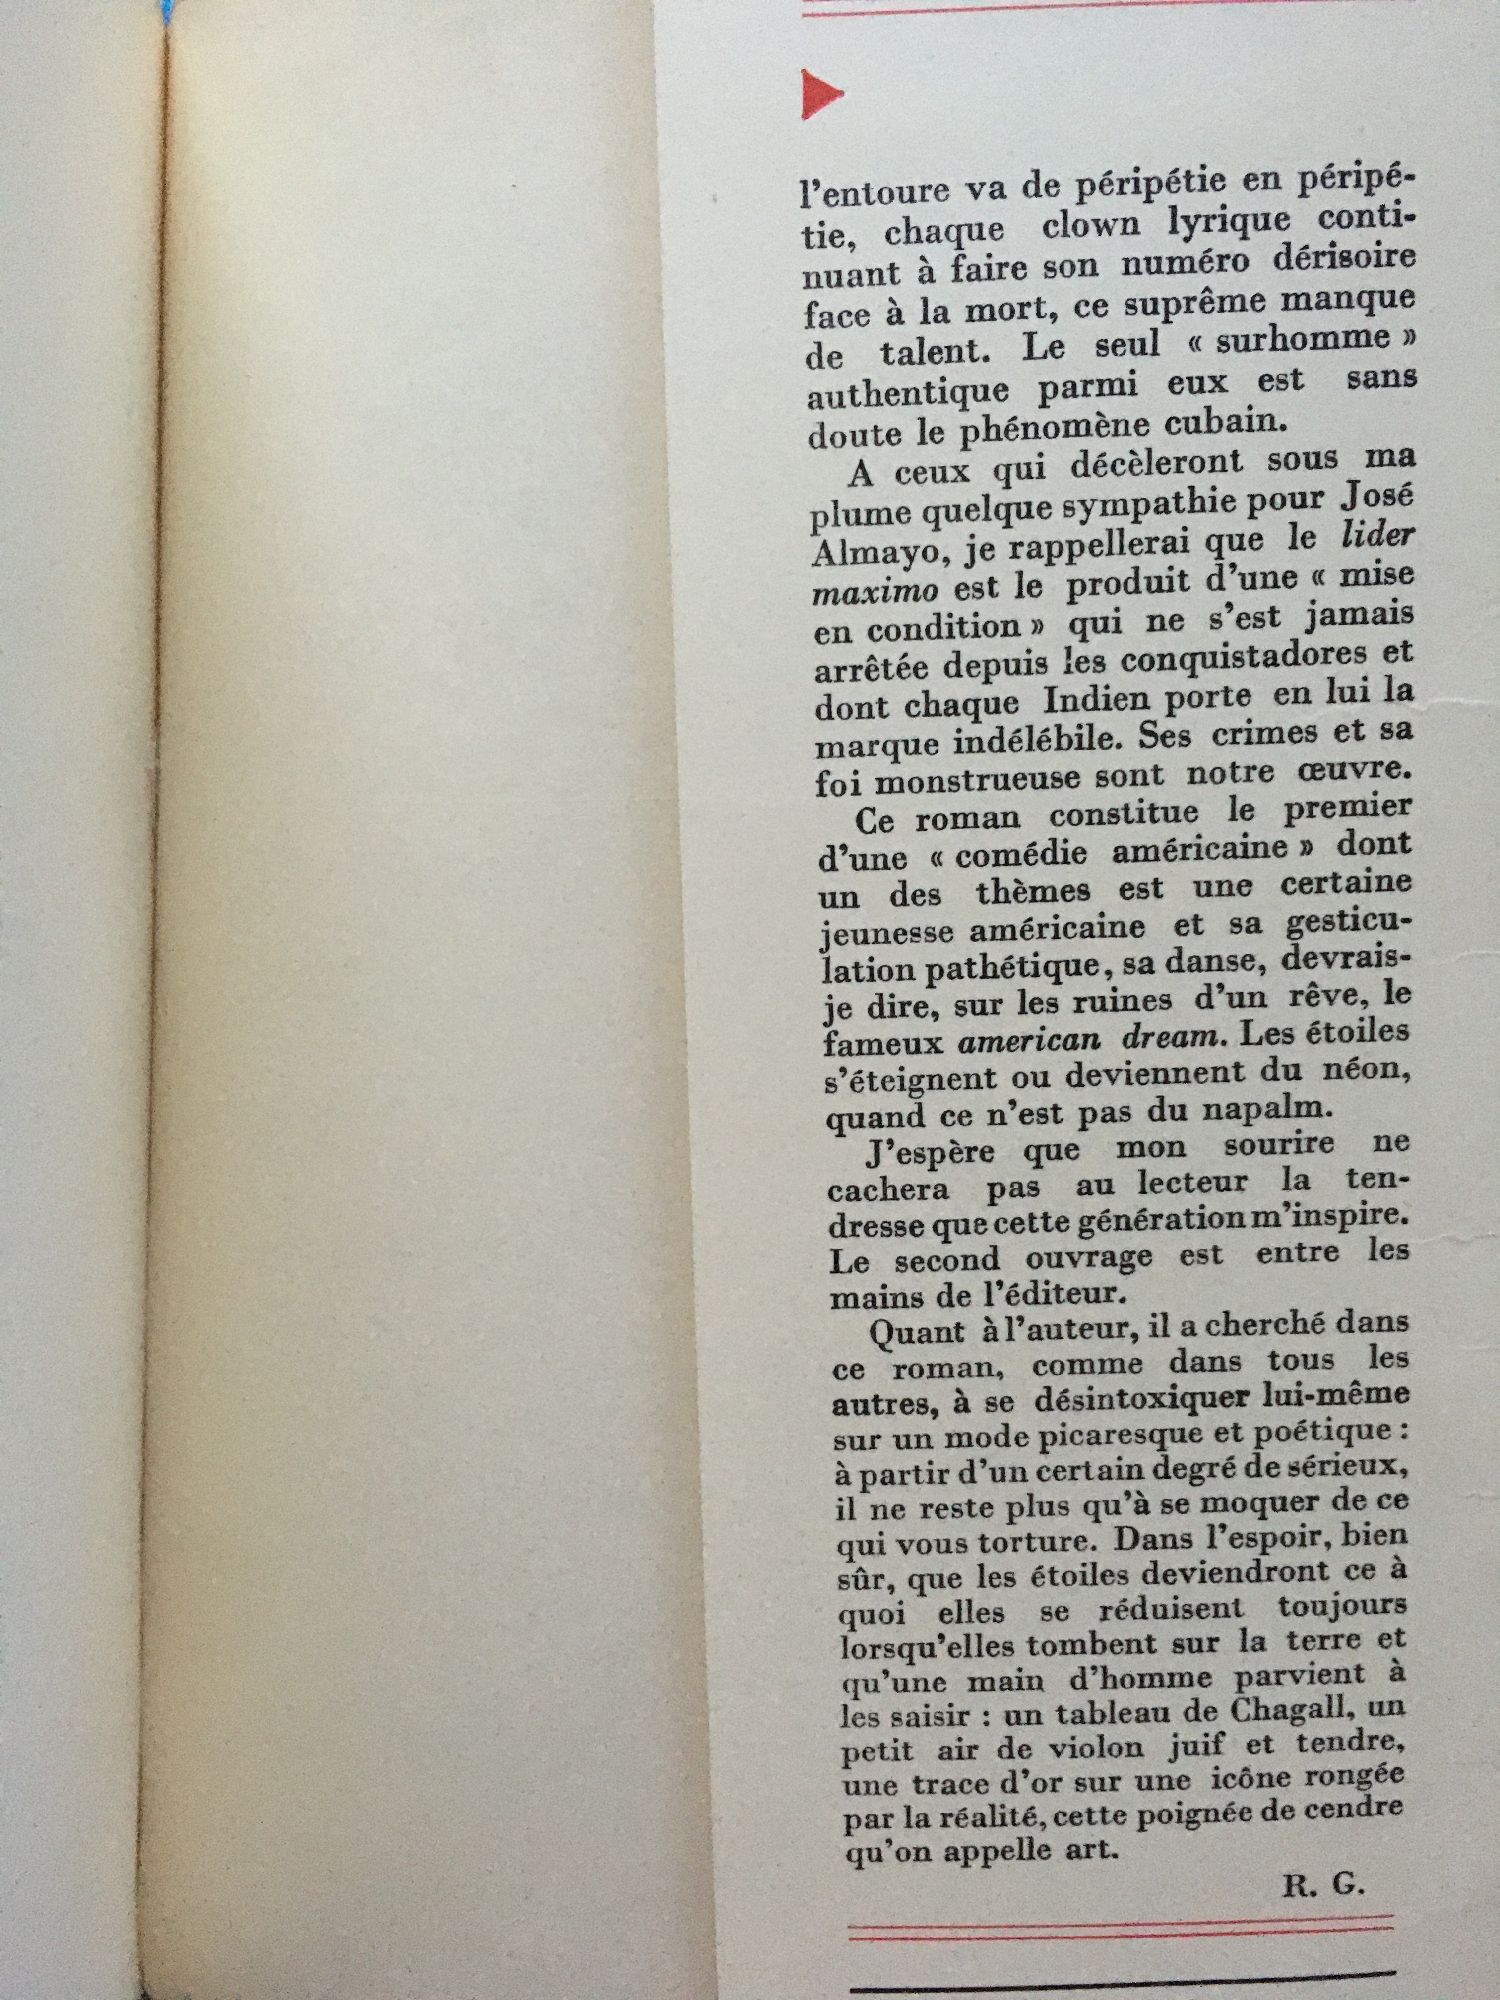 l'entoure va de péripétie en péripé-
tie, chaque clown lyrique conti-
nuant à faire son numéro dérisoire
face à la mort, ce suprême manque
de talent. Le seul « surhomme »
authentique parmi eux est sans
doute le phénomène cubain.
A ceux qui décèleront sous ma
plume quelque sympathie pour José
Almayo, je rappellerai que le lider
maximo est le produit d'une « mise
en condition » qui ne s'est jamais
arrêtée depuis les conquistadores et
dont chaque Indien porte en lui la
marque indélébile. Ses crimes et sa
foi monstrueuse sont notre œuvre.
Ce roman constitue le premier
d'une « comédie américaine » dont
un des thèmes est une certaine
jeunesse américaine et sa gesticu-
lation pathétique, sa danse, devrais-
je dire, sur les ruines d'un rêve, le
fameux american dream. Les étoiles
s'éteignent ou deviennent du néon,
quand ce n'est pas du napalm.
J'espère que mon sourire ne
cachera pas au lecteur la ten-
dresse que cette génération m'inspire.
Le second ouvrage est entre les
mains de l'éditeur.
Quant à l'auteur, il a cherché dans
ce roman, comme dans tous les
autres, à se désintoxiquer lui-même
sur un mode picaresque et poétique :
à partir d'un certain degré de sérieux,
il ne reste plus qu'à se moquer de ce
qui vous torture. Dans l'espoir, bien
sûr, que les étoiles deviendront ce à
quoi elles se réduisent toujours
lorsqu'elles tombent sur la terre et
qu'une main d'homme parvient à
les saisir : un tableau de Chagall, un
petit air de violon juif et tendre,
une trace d'or sur une icône rongée
par la réalité, cette poignée de cendre
qu'on appelle art.
R. G.